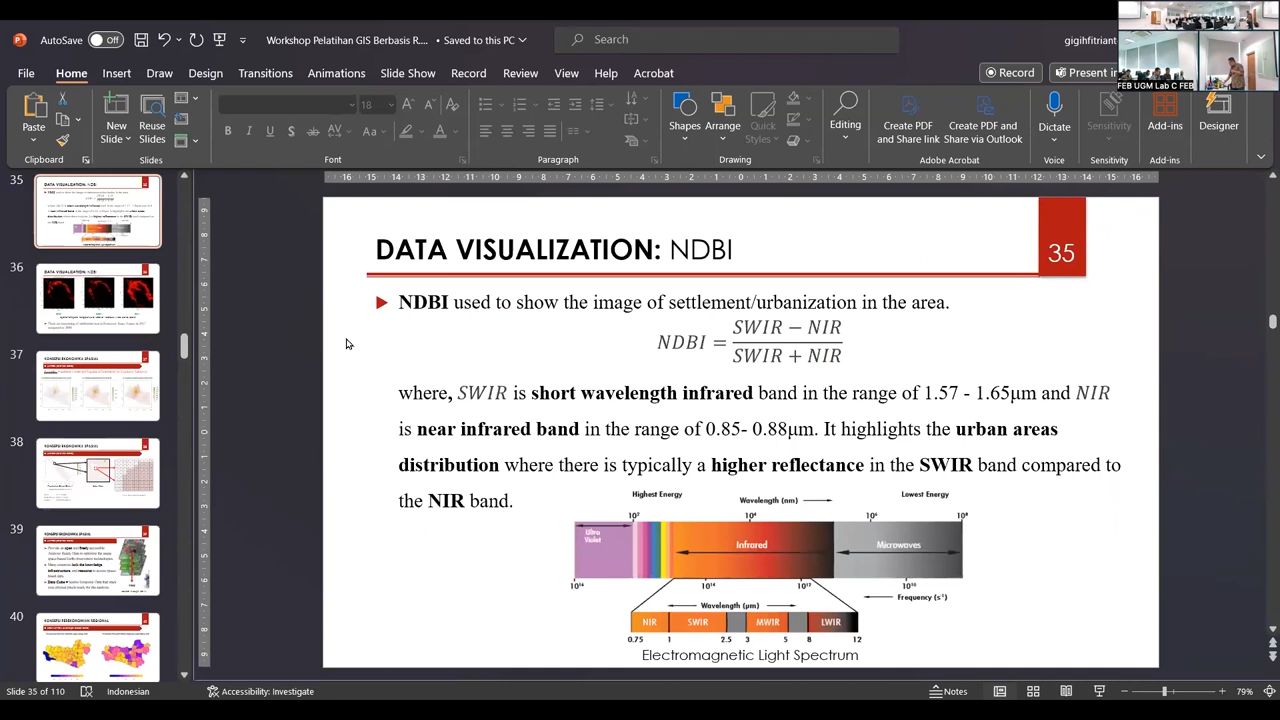 AutoSave Off
Workshop Pelatihan GIS Berbasis R... • Saved to this PC
Search
gigihfitriant
FEB UGM Lab C FEB
File Home Insert Draw Design Transitions Animations Slide Show Record Review View Help Acrobat
Record
Present in
Paste
New Slide
Reuse Slides
18
Shapes
Arrange
Quick Styles
Editing
Create PDF and Share link
Create PDF and Share via Outlook
Dictate
Sensitivity
Add-ins
Designer
Clipboard
Slides
Font
Paragraph
Drawing
Adobe Acrobat
Voice
Sensitivity
Add-ins
35
36
37
38
39
40
DATA VISUALIZATION: NDBI
35
NDBI used to show the image of settlement/urbanization in the area.
NDBI = (SWIR − NIR) / (SWIR + NIR)
where, SWIR is short wavelength infrared band in the range of 1.57 - 1.65µm and NIR
is near infrared band in the range of 0.85- 0.88µm. It highlights the urban areas
distribution where there is typically a higher reflectance in the SWIR band compared to
the NIR band.
Highest Energy
Wavelength (nm)
Lowest Energy
Ultra Violet
Infrared
Microwaves
Frequency (s⁻¹)
Wavelength (µm)
NIR SWIR MWIR LWIR
0.75 1 2.5 3 5 8 12
Electromagnetic Light Spectrum
Slide 35 of 110
Indonesian
Accessibility: Investigate
Notes
79%